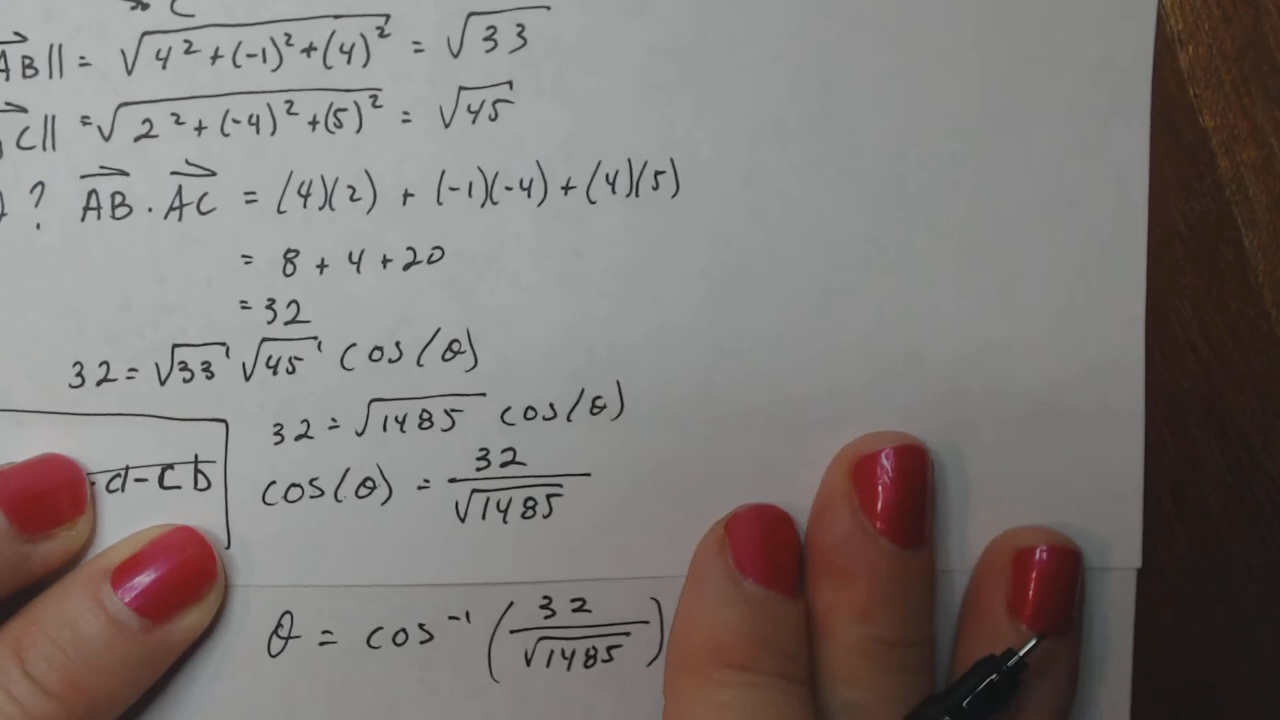 AB|| = √(4² + (-1)² + (4)²) = √33
C|| = √(2² + (-4)² + (5)²) = √45
? AB · AC = (4)(2) + (-1)(-4) + (4)(5)
= 8 + 4 + 20
= 32
32 = √33 √45 cos(θ)
32 = √1485 cos(θ)
d-cb
cos(θ) = 32/√1485
θ = cos⁻¹(32/√1485)